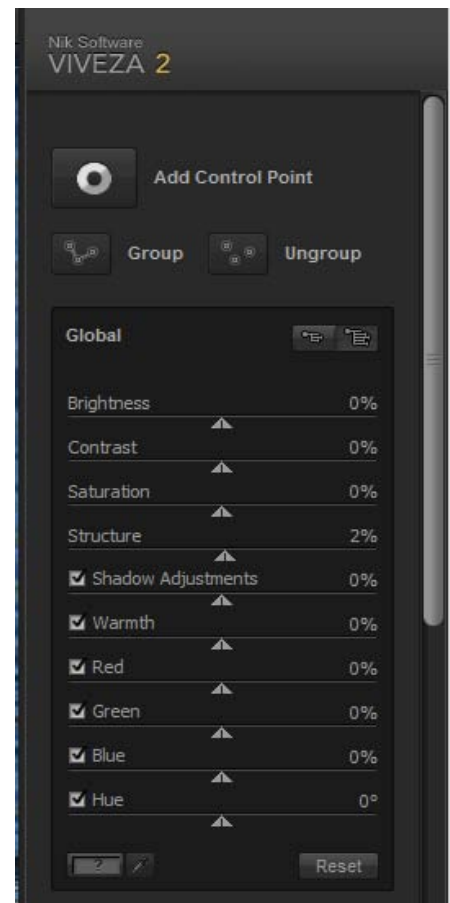 Nik Software
VIVEZA 2
Add Control Point
Group Ungroup
Global
Brightness 0%
Contrast 0%
Saturation 0%
Structure 2%
Shadow Adjustments 0%
Warmth 0%
Red 0%
Green 0%
Blue 0%
Hue 0°
? Reset